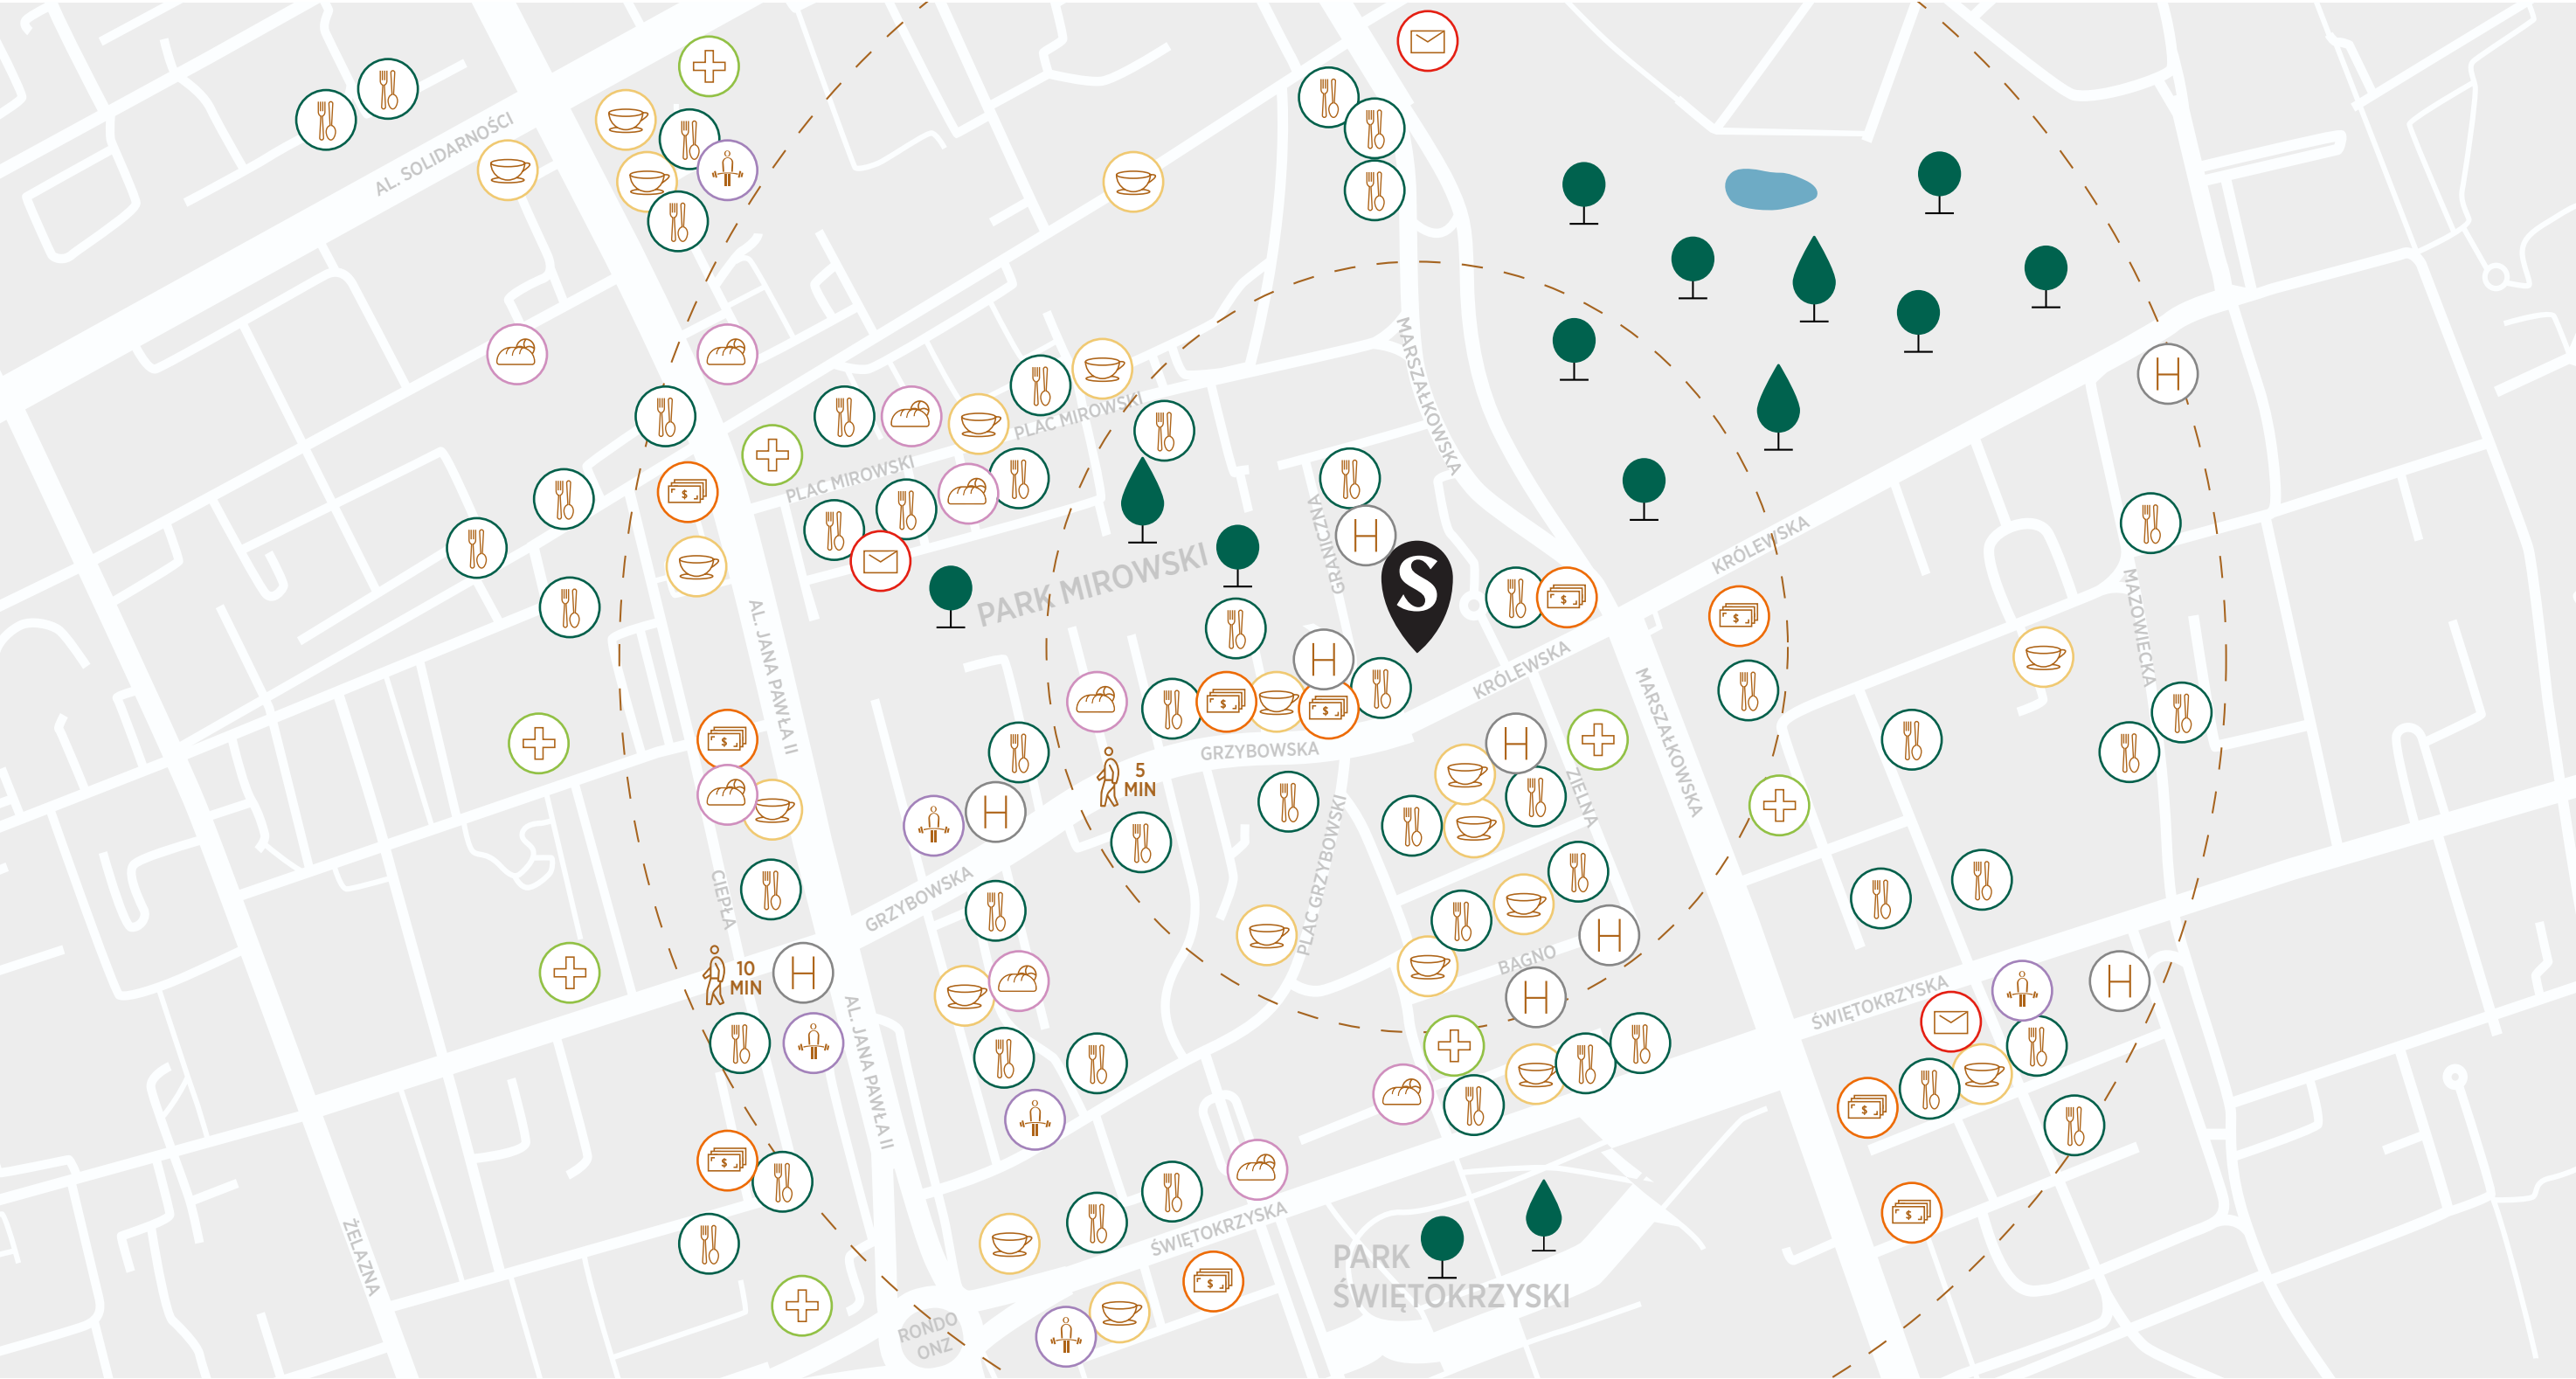 AL. SOLIDARNOŚCI
MARSZAŁKOWSKA
PLAC MIROWSKI
PLAC MIROWSKI
GRANICZNA
KRÓLEWSKA
PARK MIROWSKI
S
H
H
H
AL. JANA PAWŁA II
MAZOWIECKA
KRÓLEWSKA
MARSZAŁKOWSKA
GRZYBOWSKA
H
5
MIN
ZIELNA
H
PLAC GRZYBOWSKI
CIEPŁA
GRZYBOWSKA
H
BAGNO
10
MIN
H
H
H
ŚWIĘTOKRZYSKA
AL. JANA PAWŁA II
ŻELAZNA
ŚWIĘTOKRZYSKA
PARK
ŚWIĘTOKRZYSKI
RONDO
ONZ
$
$
$
$
$
$
$
$
$
$